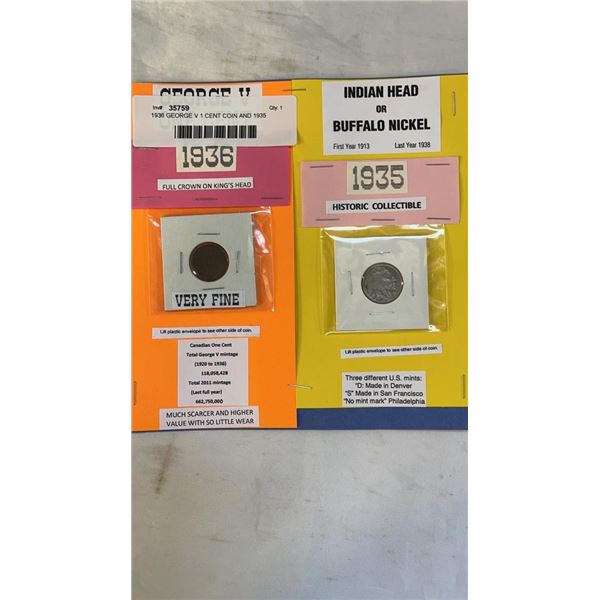 GEORGE V
Inv#: 35759 Qty: 1
1936 GEORGE V 1 CENT COIN AND 1935
1936
FULL CROWN ON KING'S HEAD
VERY FINE
Lift plastic envelope to see other side of coin.
Canadian One Cent
Total George V mintage
(1920 to 1936)
118,058,428
Total 2011 mintage
(Last full year)
662,750,000
MUCH SCARCER AND HIGHER
VALUE WITH SO LITTLE WEAR
INDIAN HEAD
OR
BUFFALO NICKEL
First Year 1913 Last Year 1938
1935
HISTORIC COLLECTIBLE
Lift plastic envelope to see other side of coin.
Three different U.S. mints:
"D: Made in Denver
"S" Made in San Francisco
"No mint mark" Philadelphia